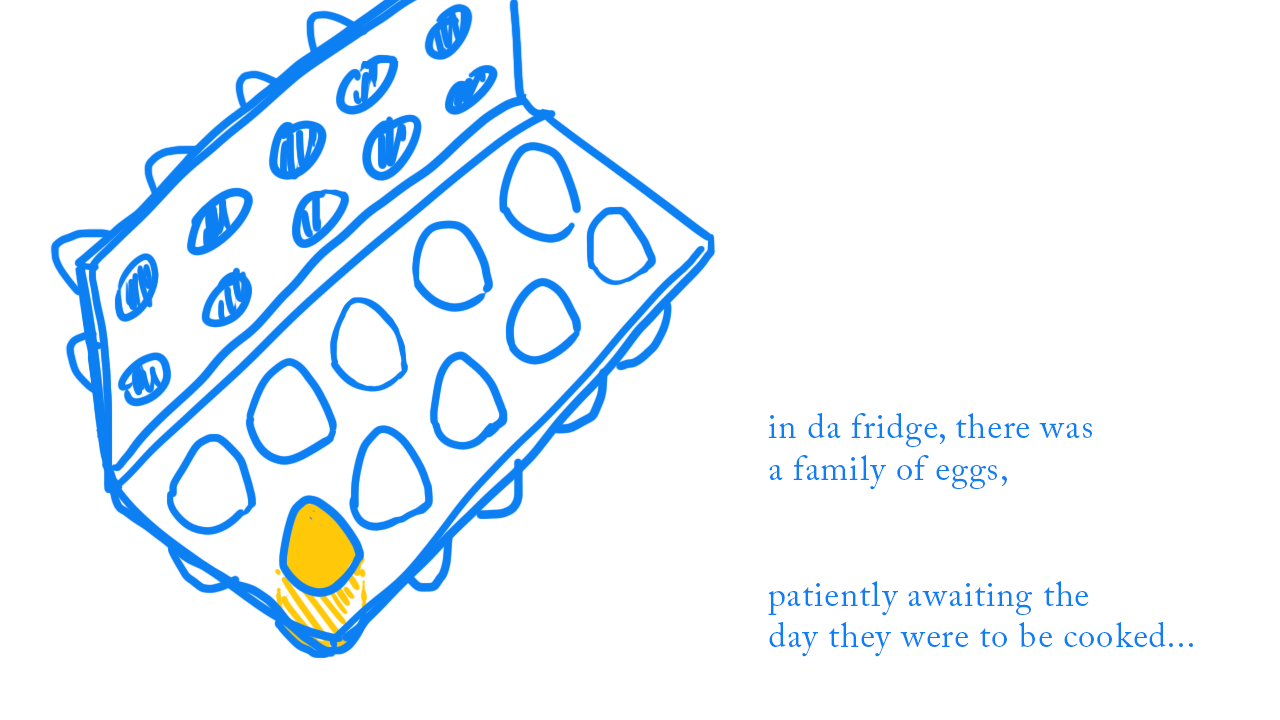 in da fridge, there was
a family of eggs,
patiently awaiting the
day they were to be cooked...